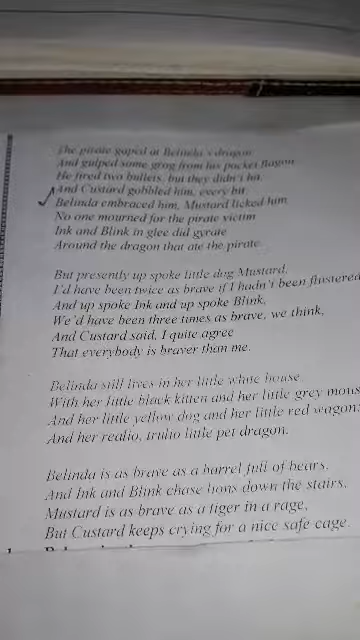 The pirate gaped at Belinda's dragon
And gulped some grog from his pocket flagon
He fired two bullets, but they didn't hit,
And Custard gobbled him, every bit.
Belinda embraced him, Mustard licked him
No one mourned for the pirate victim
Ink and Blink in glee did gyrate
Around the dragon that ate the pirate.
But presently up spoke little dog Mustard,
I'd have been twice as brave if I hadn't been flustered
And up spoke Ink and up spoke Blink,
We'd have been three times as brave, we think,
And Custard said, I quite agree
That everybody is braver than me.
Belinda still lives in her little white house
With her little black kitten and her little grey mous
And her little yellow dog and her little red wagon:
And her realio, trulio little pet dragon.
Belinda is as brave as a barrel full of bears,
And Ink and Blink chase lions down the stairs,
Mustard is as brave as a tiger in a rage,
But Custard keeps crying for a nice safe cage.